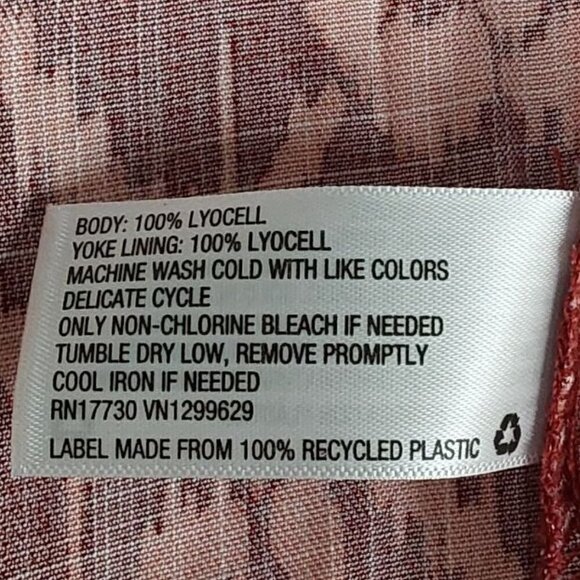 BODY: 100% LYOCELL
YOKE LINING: 100% LYOCELL
MACHINE WASH COLD WITH LIKE COLORS
DELICATE CYCLE
ONLY NON-CHLORINE BLEACH IF NEEDED
TUMBLE DRY LOW, REMOVE PROMPTLY
COOL IRON IF NEEDED
RN17730 VN1299629
LABEL MADE FROM 100% RECYCLED PLASTIC